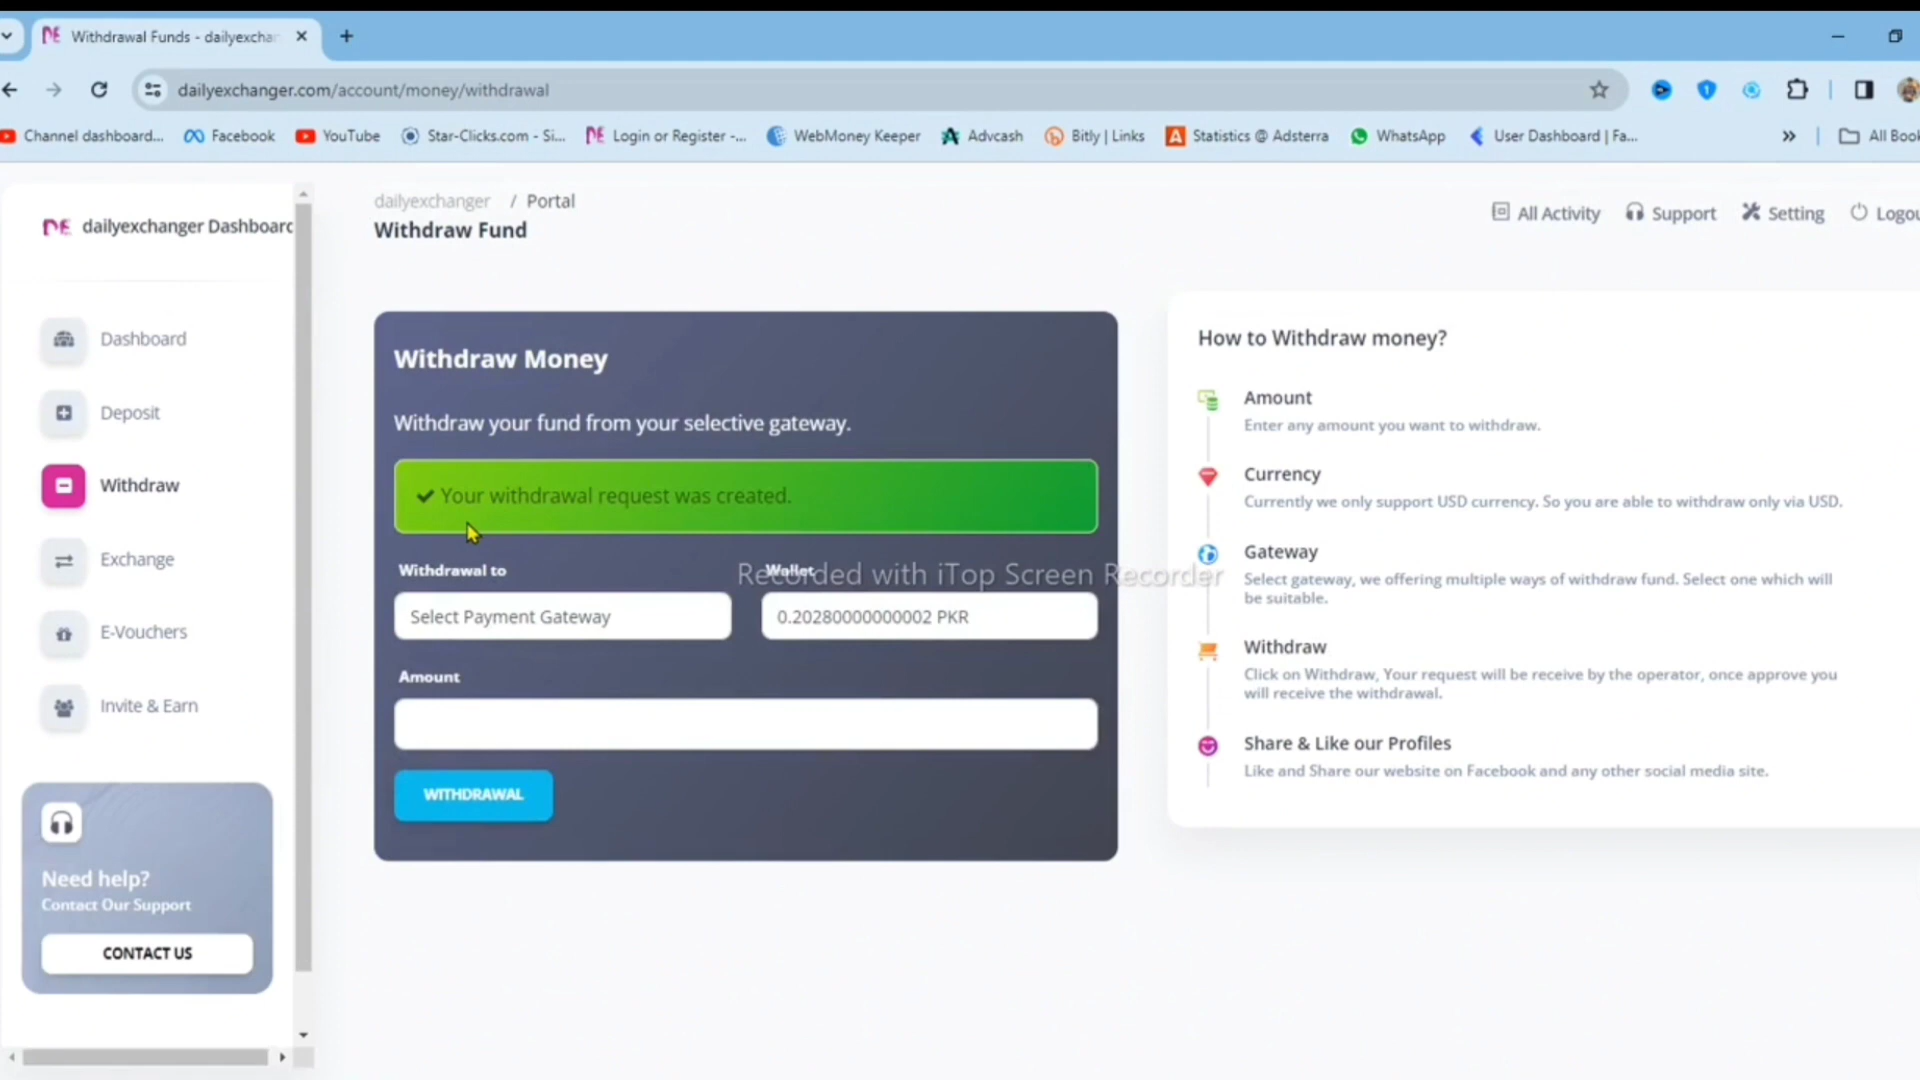 Withdrawal Funds - dailyexchan
dailyexchanger.com/account/money/withdrawal
Channel dashboard...
Facebook
YouTube
Star-Clicks.com - Si...
Login or Register -...
WebMoney Keeper
Advcash
Bitly | Links
Statistics @ Adsterra
WhatsApp
User Dashboard | Fa...
All Book
dailyexchanger Dashboard
dailyexchanger / Portal
Withdraw Fund
All Activity
Support
Setting
Logou
Dashboard
Deposit
Withdraw
Exchange
E-Vouchers
Invite & Earn
Need help?
Contact Our Support
CONTACT US
Withdraw Money
Withdraw your fund from your selective gateway.
✔ Your withdrawal request was created.
Withdrawal to
Wallet
Recorded with iTop Screen Recorder
Select Payment Gateway
0.20280000000002 PKR
Amount
WITHDRAWAL
How to Withdraw money?
Amount
Enter any amount you want to withdraw.
Currency
Currently we only support USD currency. So you are able to withdraw only via USD.
Gateway
Select gateway, we offering multiple ways of withdraw fund. Select one which will
be suitable.
Withdraw
Click on Withdraw, Your request will be receive by the operator, once approve you
will receive the withdrawal.
Share & Like our Profiles
Like and Share our website on Facebook and any other social media site.